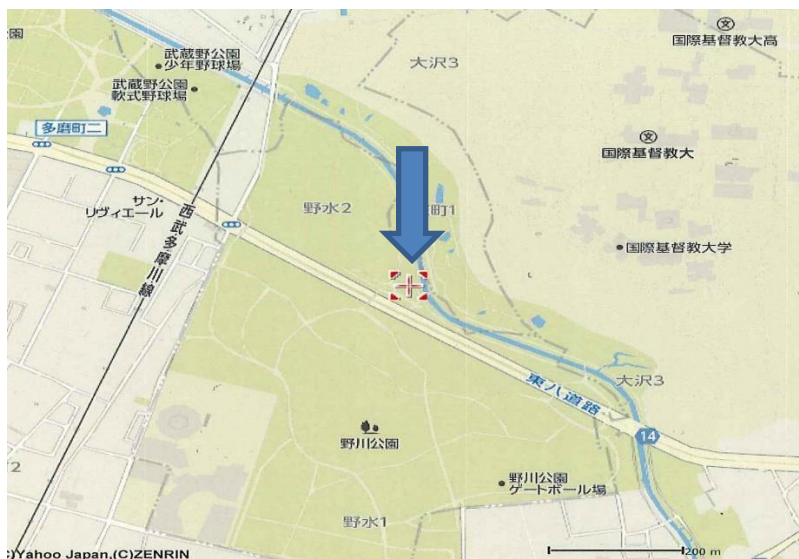 園
武蔵野公園
少年野球場
武蔵野公園
軟式野球場
多磨町二
サン・
リヴィエール
西武多摩川線
大沢3
国際基督教大高
国際基督教大
国際基督教大学
野水2
町1
東八道路
大沢3
14
野川公園
野川公園
ゲートボール場
野水1
2
(C)Yahoo Japan,(C)ZENRIN
200 m